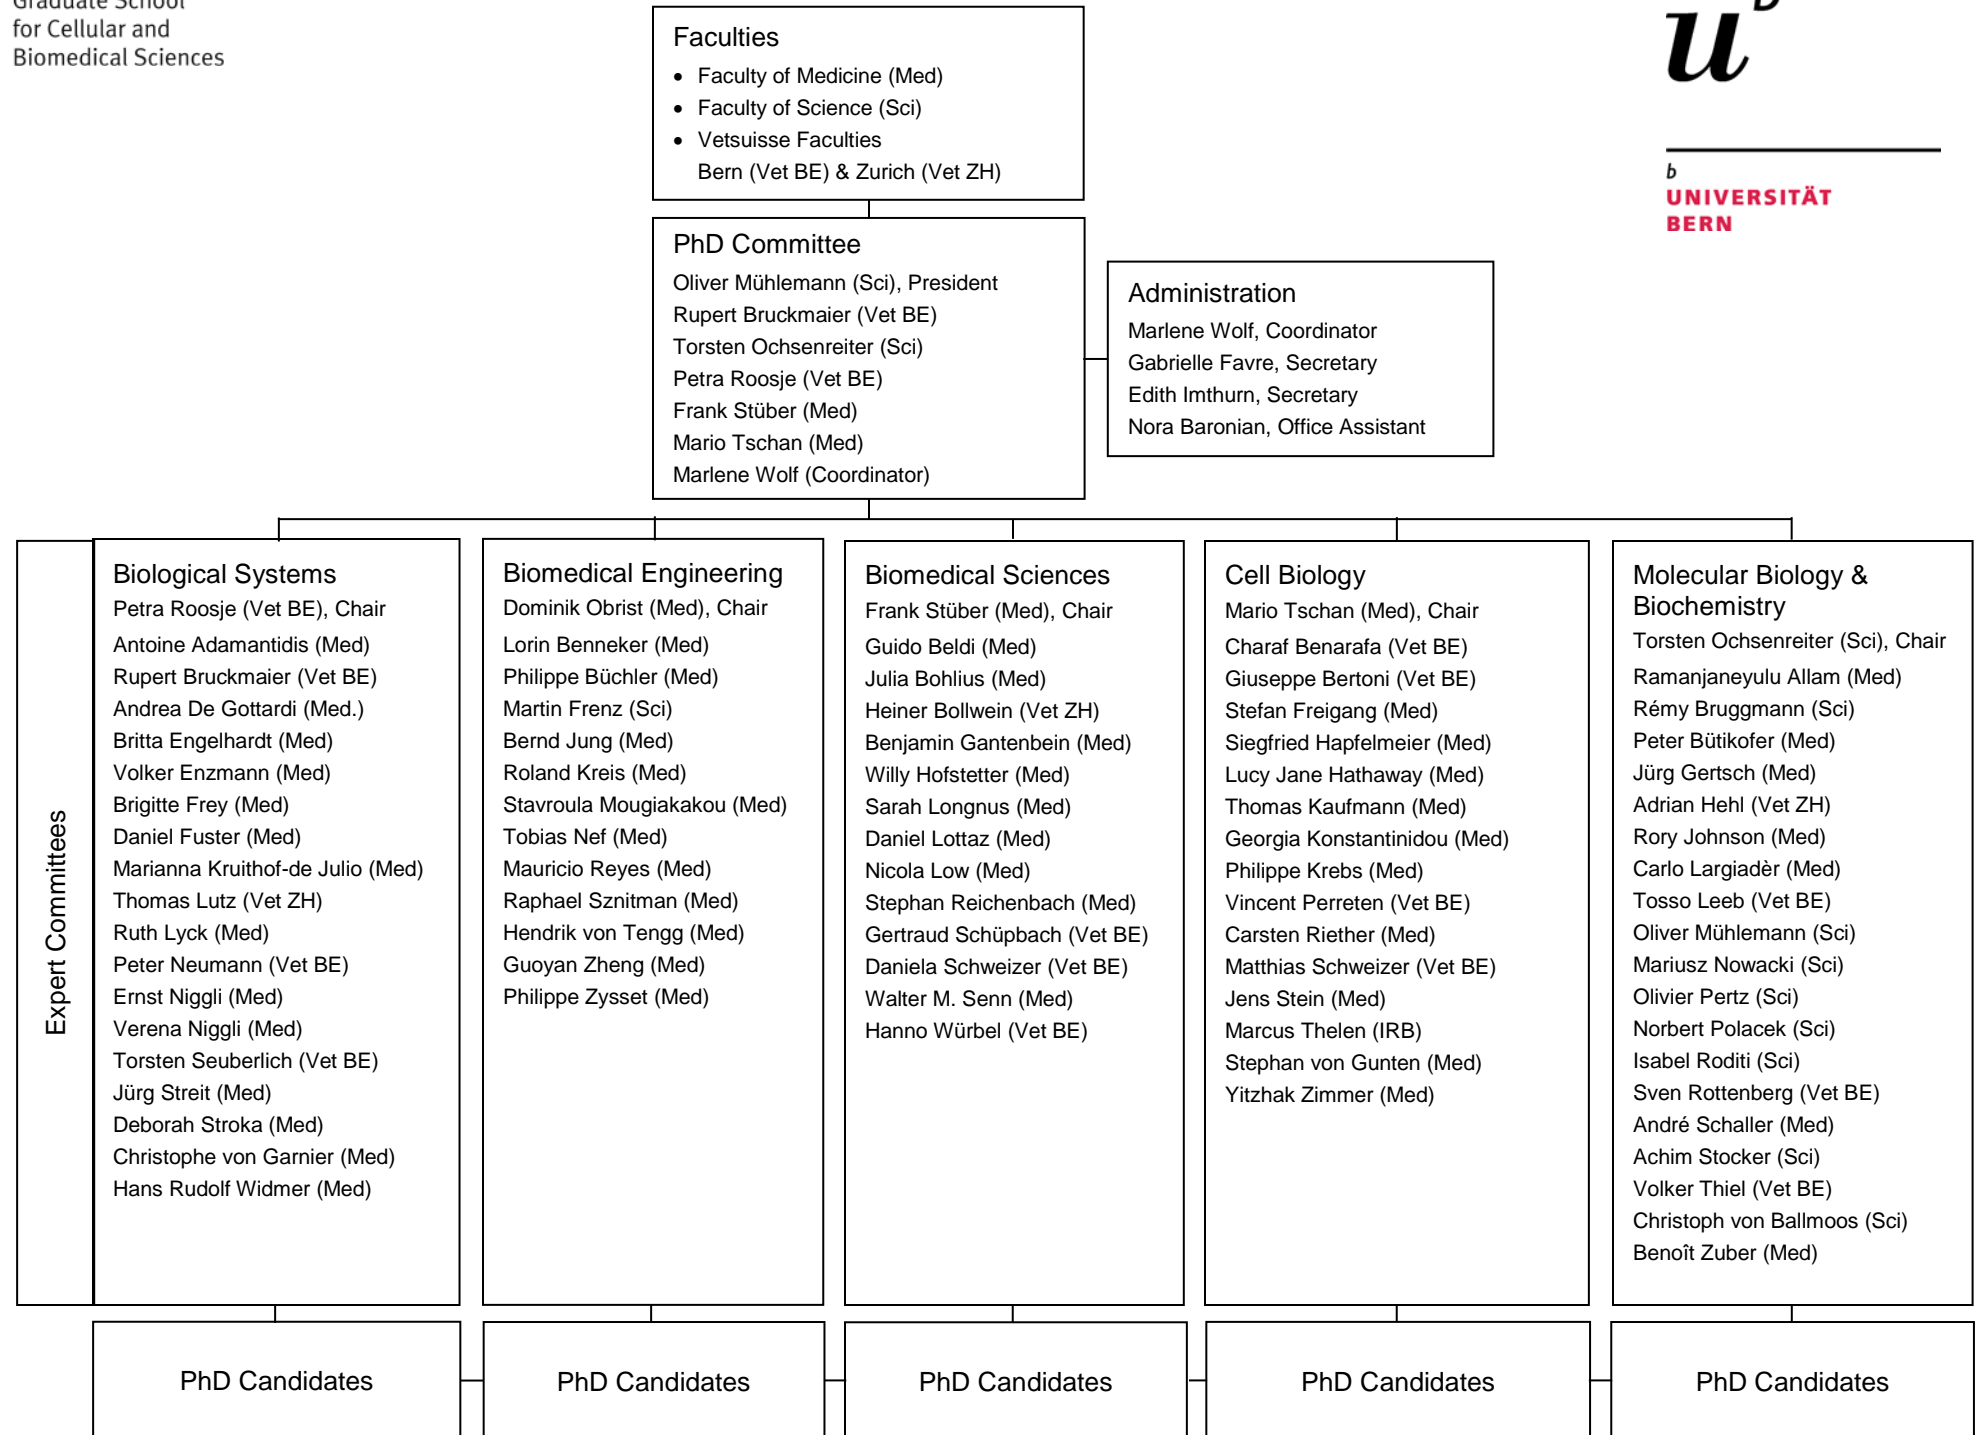 Graduate School
for Cellular and
Biomedical Sciences
u
b
b
UNIVERSITÄT
BERN
Faculties
• Faculty of Medicine (Med)
• Faculty of Science (Sci)
• Vetsuisse Faculties
Bern (Vet BE) & Zurich (Vet ZH)
PhD Committee
Oliver Mühlemann (Sci), President
Rupert Bruckmaier (Vet BE)
Torsten Ochsenreiter (Sci)
Petra Roosje (Vet BE)
Frank Stüber (Med)
Mario Tschan (Med)
Marlene Wolf (Coordinator)
Administration
Marlene Wolf, Coordinator
Gabrielle Favre, Secretary
Edith Imthurn, Secretary
Nora Baronian, Office Assistant
Expert Committees
Biological Systems
Petra Roosje (Vet BE), Chair
Antoine Adamantidis (Med)
Rupert Bruckmaier (Vet BE)
Andrea De Gottardi (Med.)
Britta Engelhardt (Med)
Volker Enzmann (Med)
Brigitte Frey (Med)
Daniel Fuster (Med)
Marianna Kruithof-de Julio (Med)
Thomas Lutz (Vet ZH)
Ruth Lyck (Med)
Peter Neumann (Vet BE)
Ernst Niggli (Med)
Verena Niggli (Med)
Torsten Seuberlich (Vet BE)
Jürg Streit (Med)
Deborah Stroka (Med)
Christophe von Garnier (Med)
Hans Rudolf Widmer (Med)
Biomedical Engineering
Dominik Obrist (Med), Chair
Lorin Benneker (Med)
Philippe Büchler (Med)
Martin Frenz (Sci)
Bernd Jung (Med)
Roland Kreis (Med)
Stavroula Mougiakakou (Med)
Tobias Nef (Med)
Mauricio Reyes (Med)
Raphael Sznitman (Med)
Hendrik von Tengg (Med)
Guoyan Zheng (Med)
Philippe Zysset (Med)
Biomedical Sciences
Frank Stüber (Med), Chair
Guido Beldi (Med)
Julia Bohlius (Med)
Heiner Bollwein (Vet ZH)
Benjamin Gantenbein (Med)
Willy Hofstetter (Med)
Sarah Longnus (Med)
Daniel Lottaz (Med)
Nicola Low (Med)
Stephan Reichenbach (Med)
Gertraud Schüpbach (Vet BE)
Daniela Schweizer (Vet BE)
Walter M. Senn (Med)
Hanno Würbel (Vet BE)
Cell Biology
Mario Tschan (Med), Chair
Charaf Benarafa (Vet BE)
Giuseppe Bertoni (Vet BE)
Stefan Freigang (Med)
Siegfried Hapfelmeier (Med)
Lucy Jane Hathaway (Med)
Thomas Kaufmann (Med)
Georgia Konstantinidou (Med)
Philippe Krebs (Med)
Vincent Perreten (Vet BE)
Carsten Riether (Med)
Matthias Schweizer (Vet BE)
Jens Stein (Med)
Marcus Thelen (IRB)
Stephan von Gunten (Med)
Yitzhak Zimmer (Med)
Molecular Biology &
Biochemistry
Torsten Ochsenreiter (Sci), Chair
Ramanjaneyulu Allam (Med)
Rémy Bruggmann (Sci)
Peter Bütikofer (Med)
Jürg Gertsch (Med)
Adrian Hehl (Vet ZH)
Rory Johnson (Med)
Carlo Largiadèr (Med)
Tosso Leeb (Vet BE)
Oliver Mühlemann (Sci)
Mariusz Nowacki (Sci)
Olivier Pertz (Sci)
Norbert Polacek (Sci)
Isabel Roditi (Sci)
Sven Rottenberg (Vet BE)
André Schaller (Med)
Achim Stocker (Sci)
Volker Thiel (Vet BE)
Christoph von Ballmoos (Sci)
Benoît Zuber (Med)
PhD Candidates
PhD Candidates
PhD Candidates
PhD Candidates
PhD Candidates